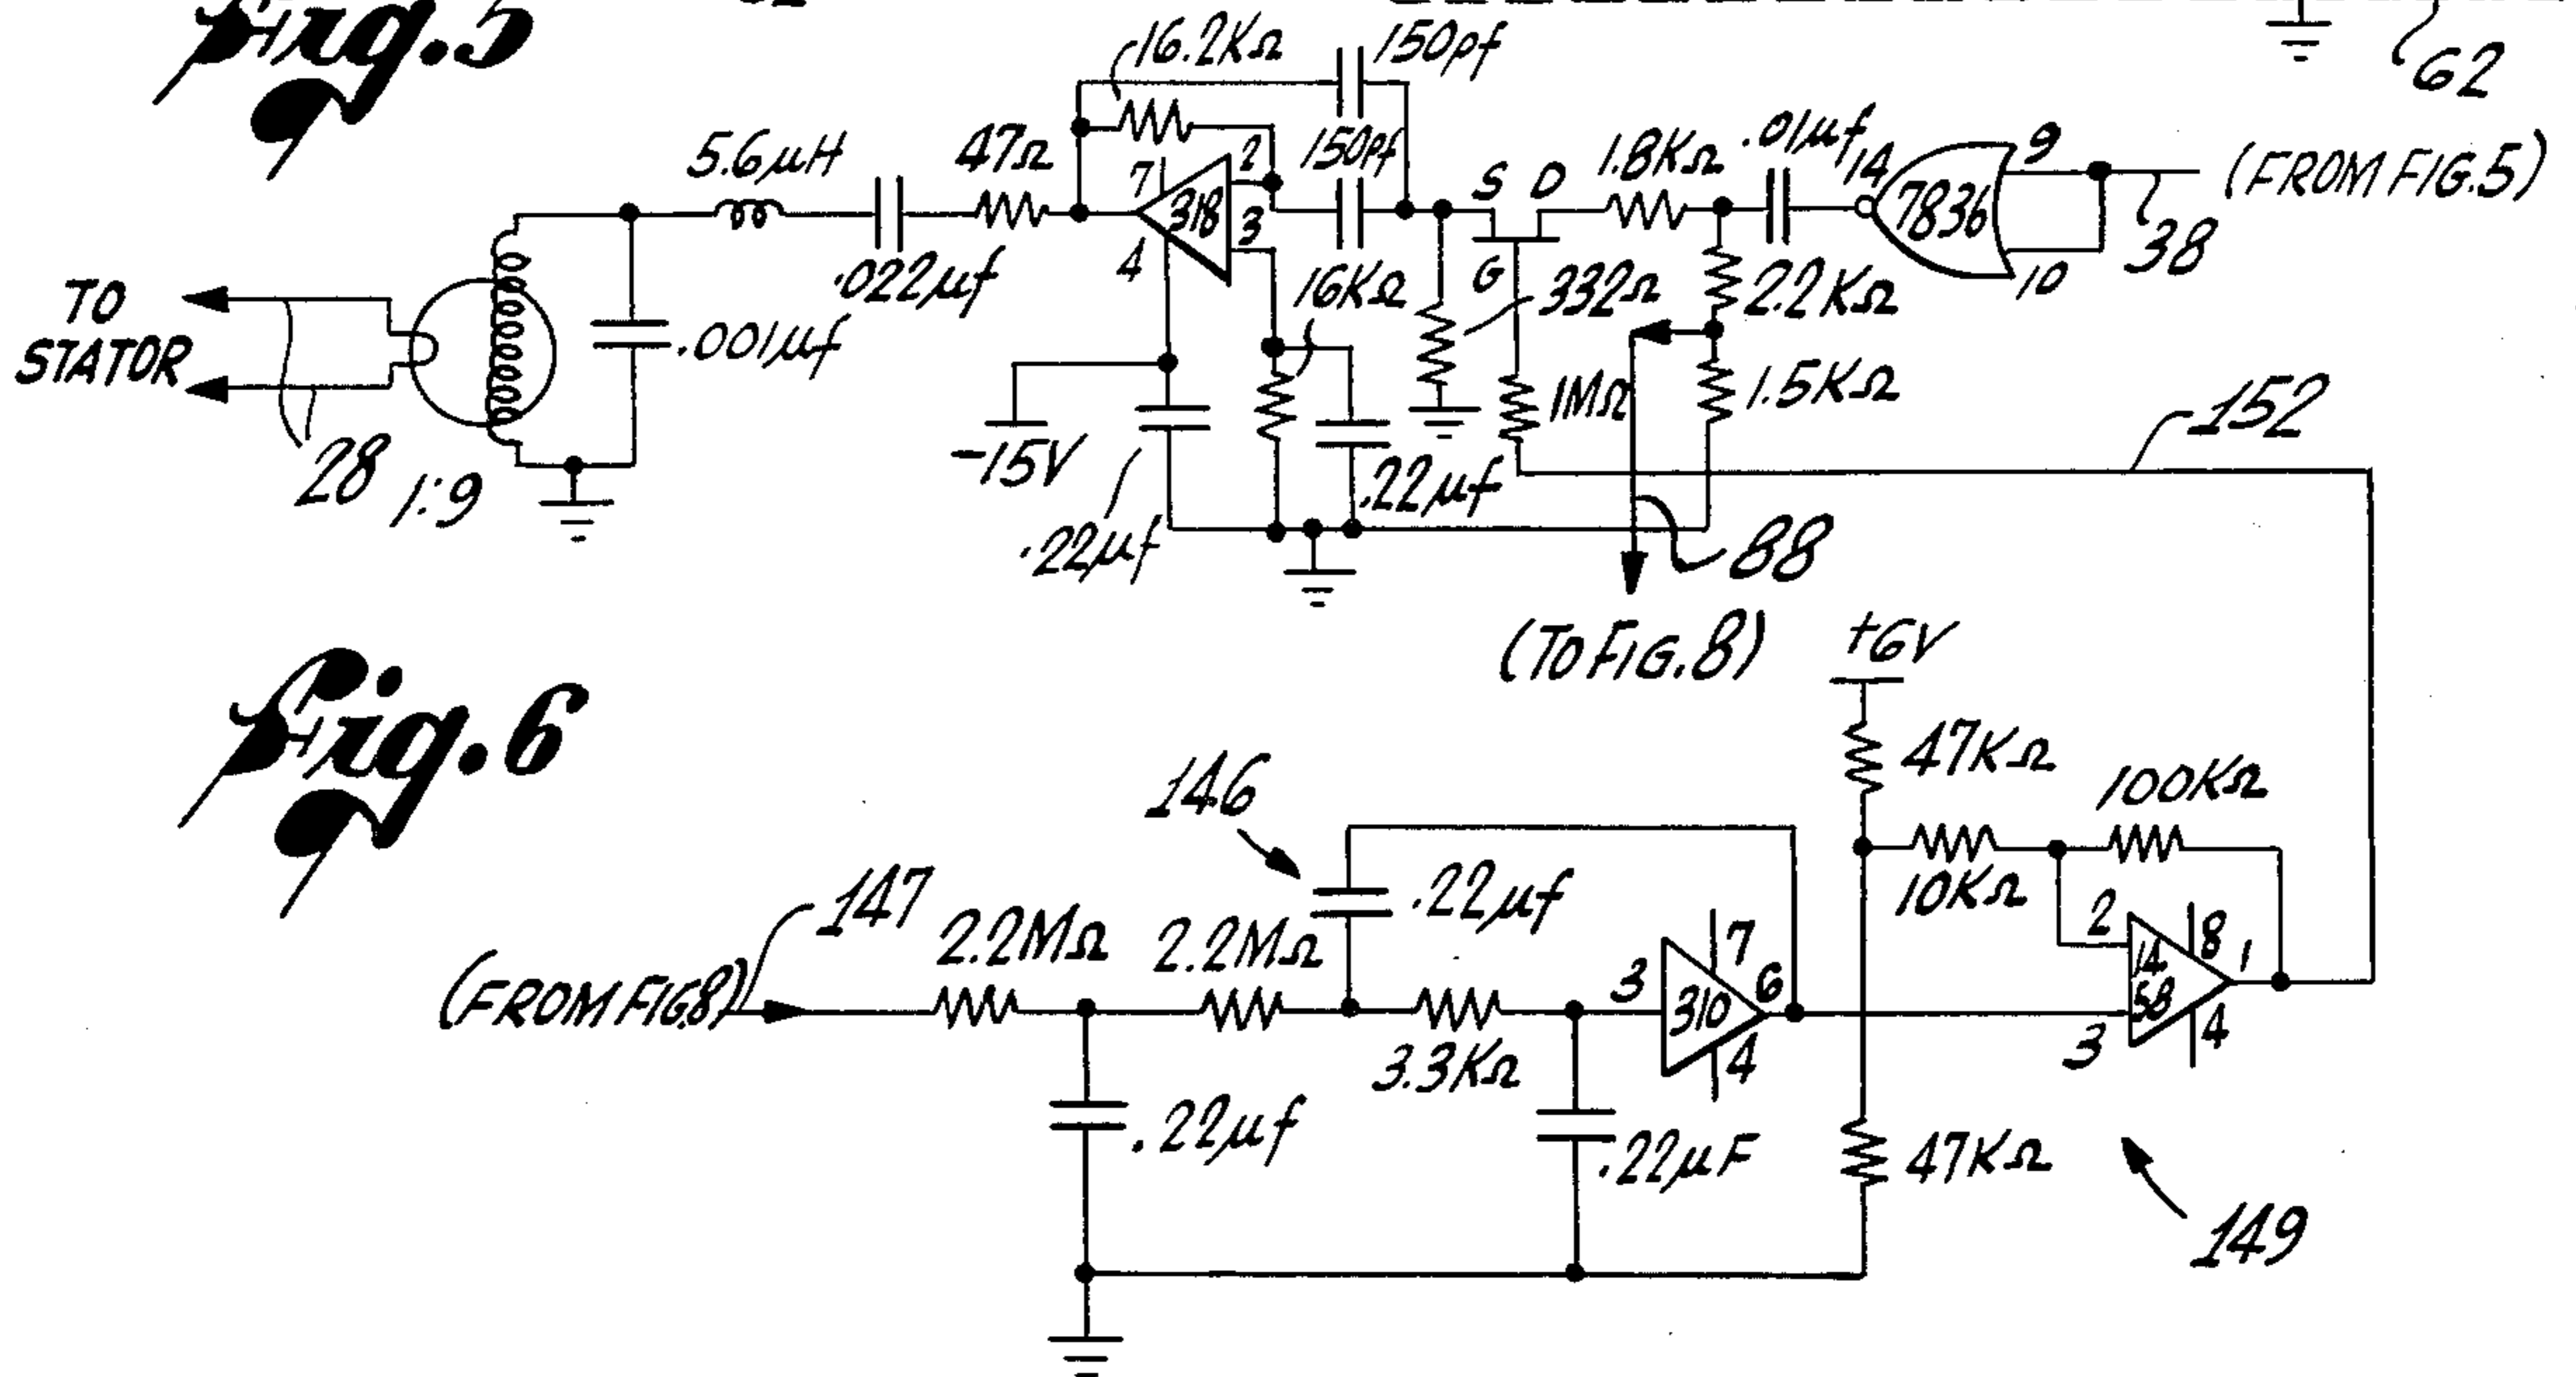 Fig.5
62
16.2KΩ
150pf
5.6μH
47Ω
7
2
150pf
S D
1.8KΩ
.01μf
14
9
7836
(FROM FIG.5)
318
3
4
.022μf
16KΩ
G
332Ω
2.2KΩ
10
38
TO
STATOR
.001μf
1MΩ
1.5KΩ
152
28
1:9
-15V
.22μf
.22μf
88
(TO FIG.8)
+6V
Fig.6
47KΩ
100KΩ
146
.22μf
10KΩ
147
2.2MΩ
2.2MΩ
2
8
14
58
1
(FROM FIG.8)
3
7
310
6
4
3
4
3.3KΩ
.22μf
.22μF
47KΩ
149